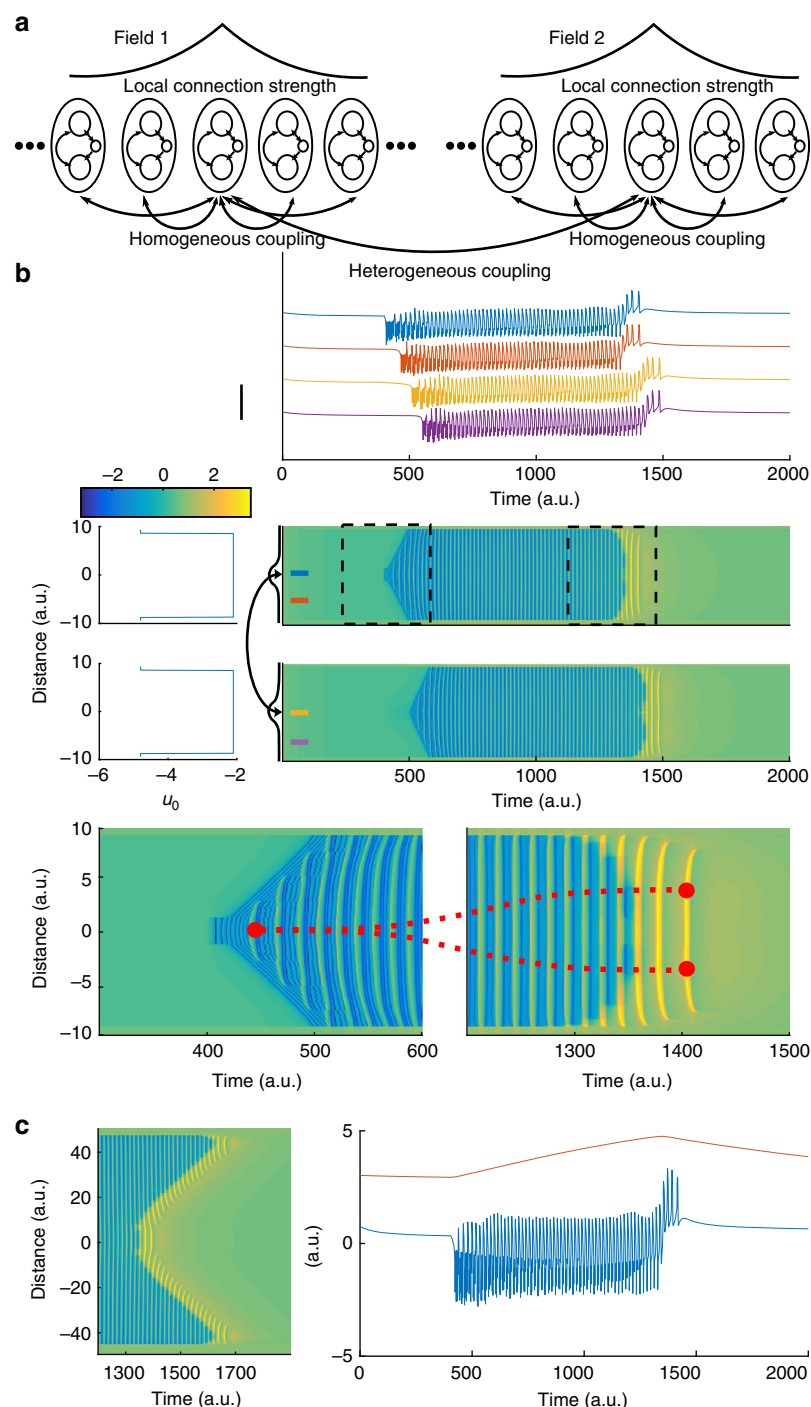 a
Field 1
Field 2
Local connection strength
Local connection strength
Homogeneous coupling
Homogeneous coupling
Heterogeneous coupling
b
0 500 1000 1500 2000
Time (a.u.)
−2 0 2
10
0
−10
10
0
−10
Distance (a.u.)
−6 −4 −2
u0
500 1000 1500 2000
Time (a.u.)
10
5
0
−5
−10
Distance (a.u.)
400 500 600
Time (a.u.)
1300 1400 1500
Time (a.u.)
c
40
20
0
−20
−40
Distance (a.u.)
1300 1500 1700
Time (a.u.)
5
0
−5
(a.u.)
0 500 1000 1500 2000
Time (a.u.)